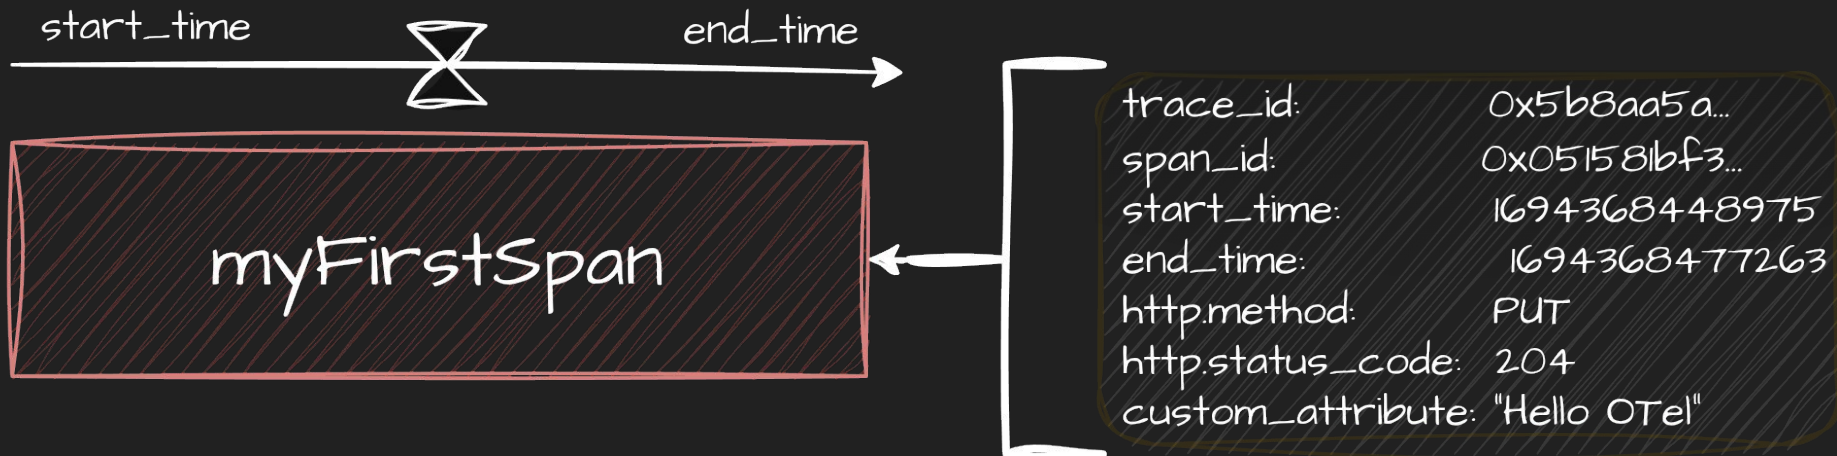 start_time
end_time
myFirstSpan
trace_id: 0x5b8aa5a...
span_id: 0x051581bf3...
start_time: 1694368448975
end_time: 1694368477263
http.method: PUT
http.status_code: 204
custom_attribute: "Hello OTel"